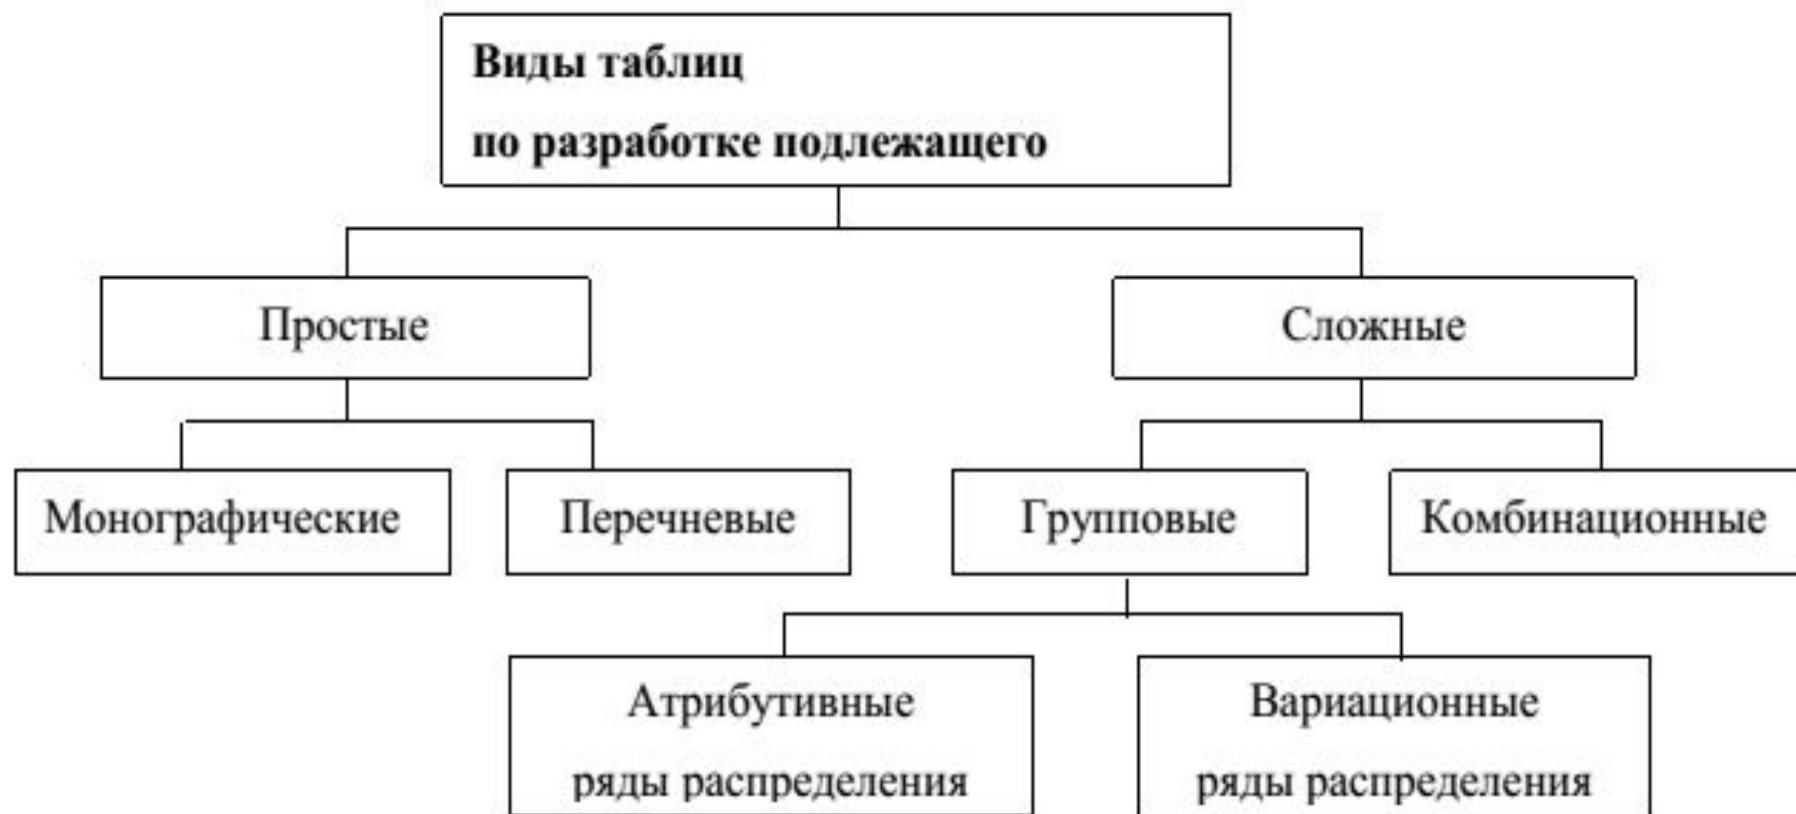 Виды таблиц
по разработке подлежащего
Простые
Сложные
Монографические
Перечневые
Групповые
Комбинационные
Атрибутивные
ряды распределения
Вариационные
ряды распределения